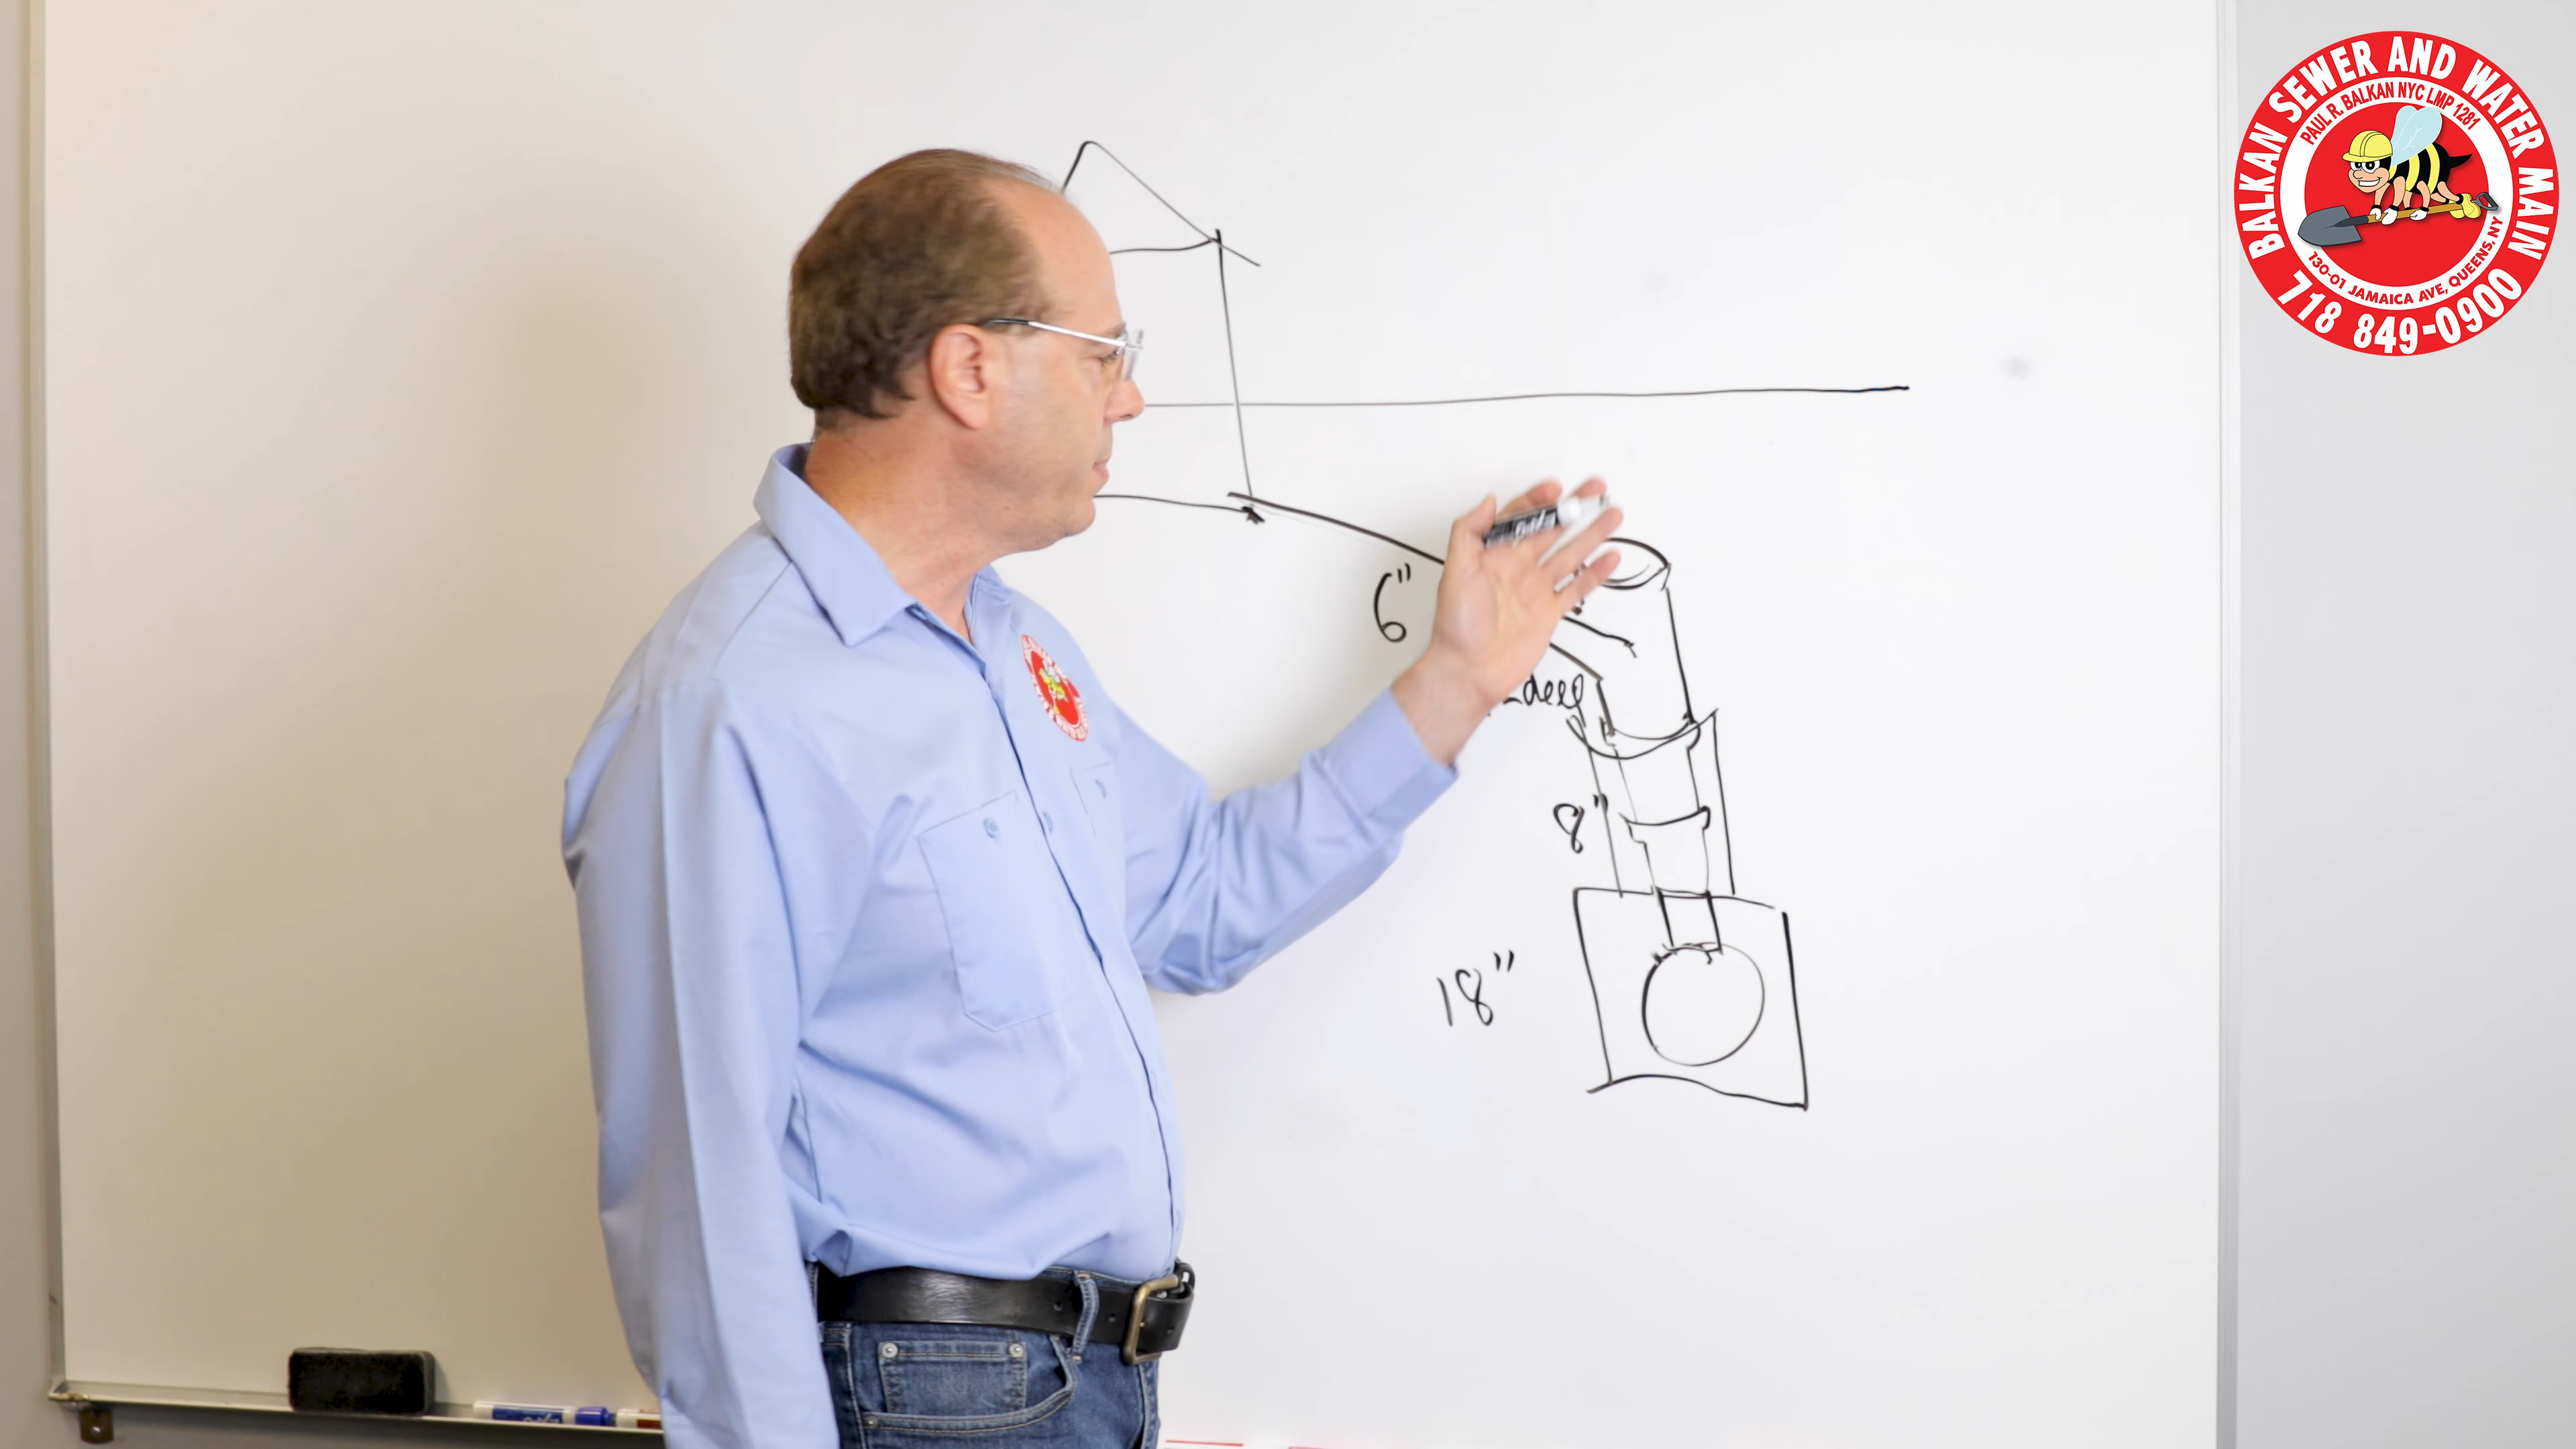 BALKAN SEWER AND WATER MAIN
PAUL R. BALKAN NYC LMP 1281
130-01 JAMAICA AVE, QUEENS, NY
718 849-0900
6"
8"
18"
EXPO